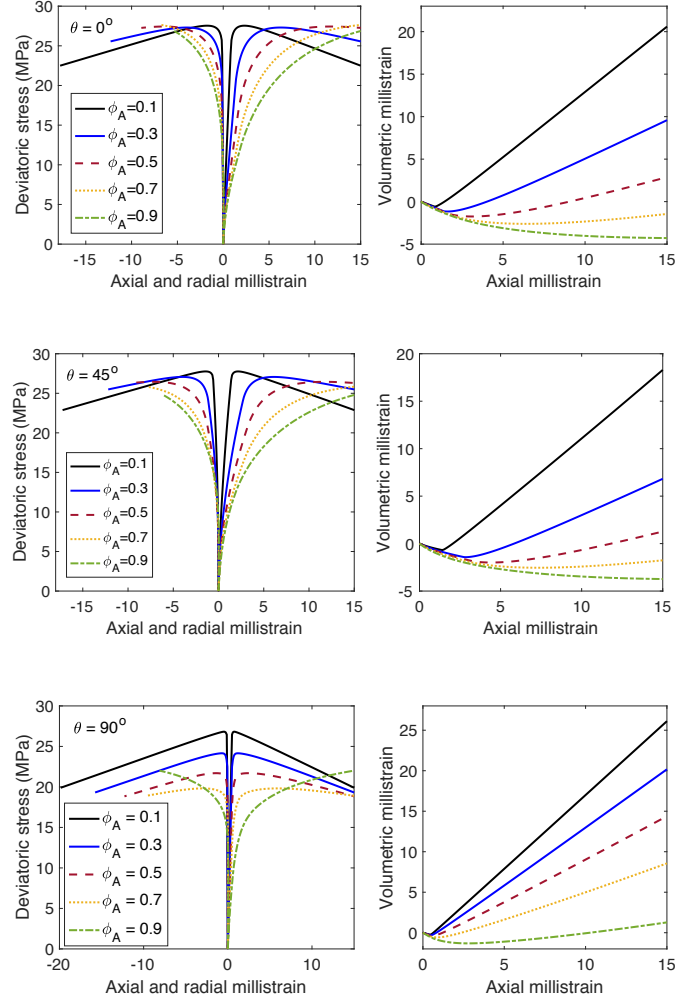 θ = 0°
Deviatoric stress (MPa)
30
25
20
15
10
5
0
ϕA=0.1
ϕA=0.3
ϕA=0.5
ϕA=0.7
ϕA=0.9
-15 -10 -5 0 5 10 15
Axial and radial millistrain
Volumetric millistrain
20
15
10
5
0
-5
0 5 10 15
Axial millistrain
θ = 45°
Deviatoric stress (MPa)
30
25
20
15
10
5
0
ϕA=0.1
ϕA=0.3
ϕA=0.5
ϕA=0.7
ϕA=0.9
-15 -10 -5 0 5 10 15
Axial and radial millistrain
Volumetric millistrain
20
15
10
5
0
-5
0 5 10 15
Axial millistrain
θ = 90°
Deviatoric stress (MPa)
30
25
20
15
10
5
0
ϕA = 0.1
ϕA = 0.3
ϕA = 0.5
ϕA = 0.7
ϕA = 0.9
-20 -10 0 10
Axial and radial millistrain
Volumetric millistrain
25
20
15
10
5
0
0 5 10 15
Axial millistrain